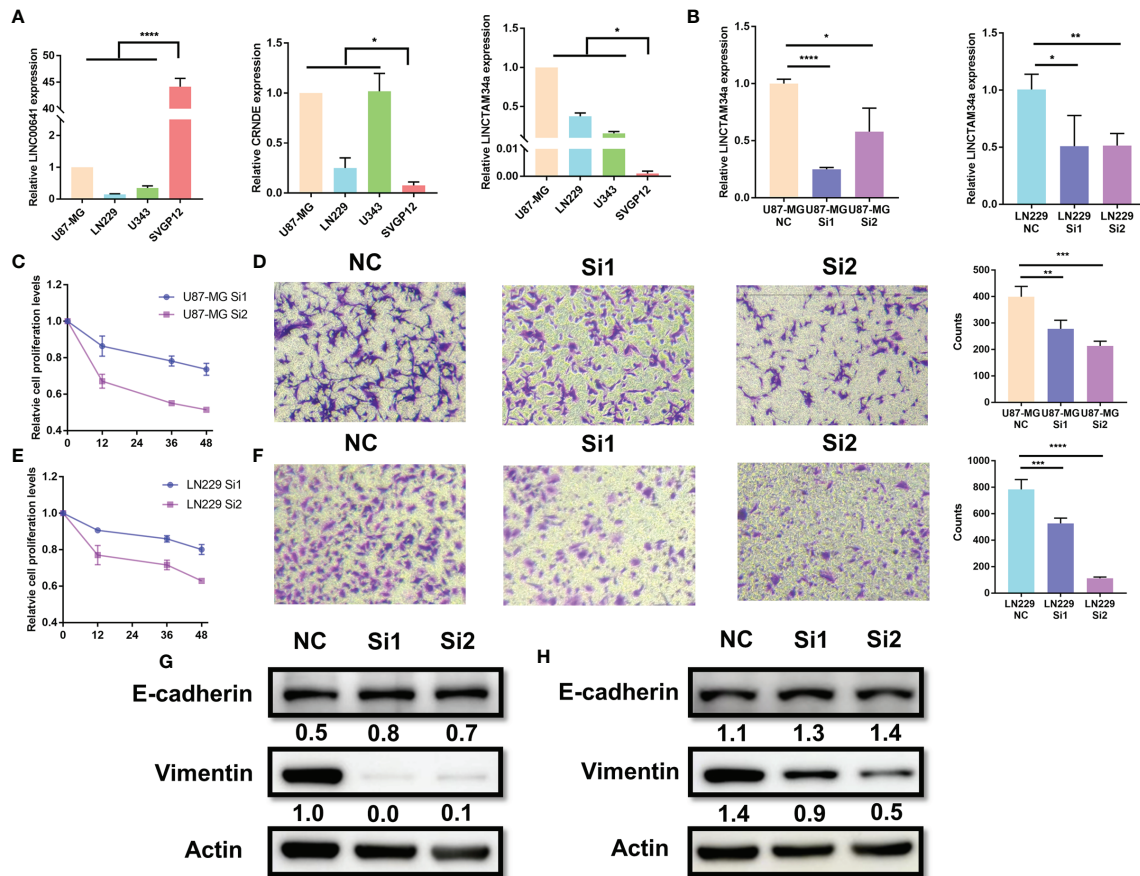 A
Relative LINC00641 expression
50
45
40
2
1
0
****
U87-MG
LN229
U343
SVGP12
Relative CRNDE expression
1.5
1.0
0.5
0.0
*
U87-MG
LN229
U343
SVGP12
Relative LINCTAM34a expression
1.5
1.0
0.5
0.01
0.00
*
U87-MG
LN229
U343
SVGP12
B
Relative LINCTAM34a expression
1.5
1.0
0.5
0.0
*
****
U87-MG U87-MG U87-MG
NC Si1 Si2
Relative LINCTAM34a expression
1.5
1.0
0.5
0.0
**
*
LN229 LN229 LN229
NC Si1 Si2
C
Relatvie cell proliferation levels
1.2
1.0
0.8
0.6
0.4
0 12 24 36 48
U87-MG Si1
U87-MG Si2
D
NC Si1 Si2
Counts
500
400
300
200
100
0
***
**
U87-MG U87-MG U87-MG
NC Si1 Si2
E
Relatvie cell proliferation levels
1.2
1.0
0.8
0.6
0.4
0 12 24 36 48
LN229 Si1
LN229 Si2
F
NC Si1 Si2
Counts
1000
800
600
400
200
0
****
***
LN229 LN229 LN229
NC Si1 Si2
G
NC Si1 Si2
E-cadherin
0.5 0.8 0.7
Vimentin
1.0 0.0 0.1
Actin
H
NC Si1 Si2
E-cadherin
1.1 1.3 1.4
Vimentin
1.4 0.9 0.5
Actin